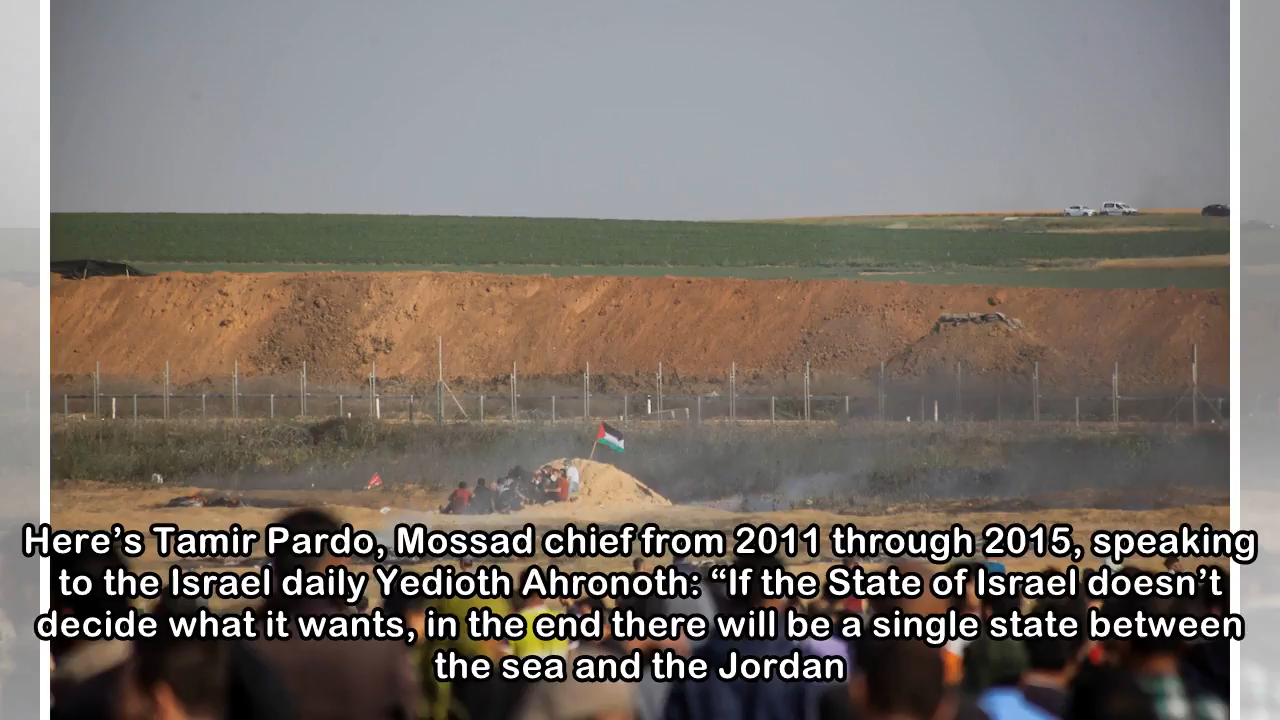 Here’s Tamir Pardo, Mossad chief from 2011 through 2015, speaking
to the Israel daily Yedioth Ahronoth: “If the State of Israel doesn’t
decide what it wants, in the end there will be a single state between
the sea and the Jordan